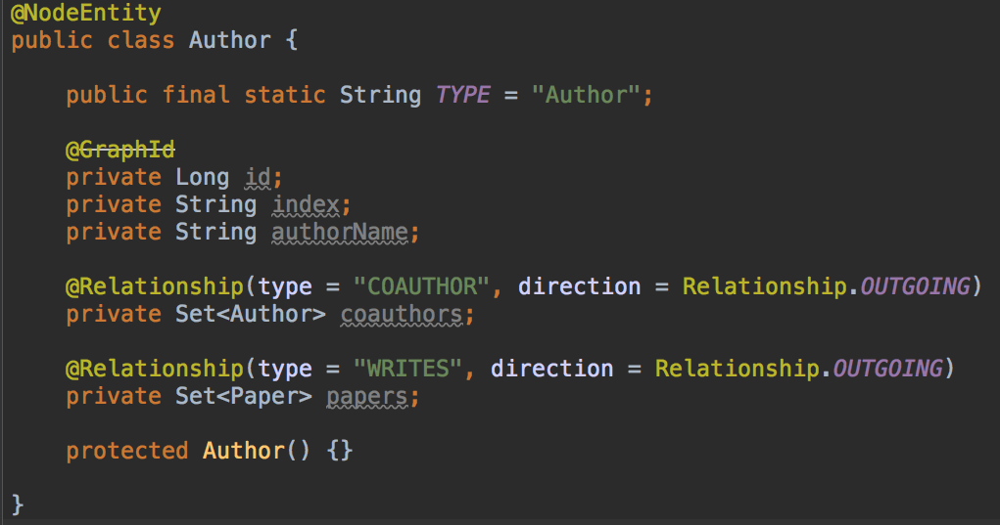 @NodeEntity
public class Author {
public final static String TYPE = "Author";
@GraphId
private Long id;
private String index;
private String authorName;
@Relationship(type = "COAUTHOR", direction = Relationship.OUTGOING)
private Set<Author> coauthors;
@Relationship(type = "WRITES", direction = Relationship.OUTGOING)
private Set<Paper> papers;
protected Author() {}
}